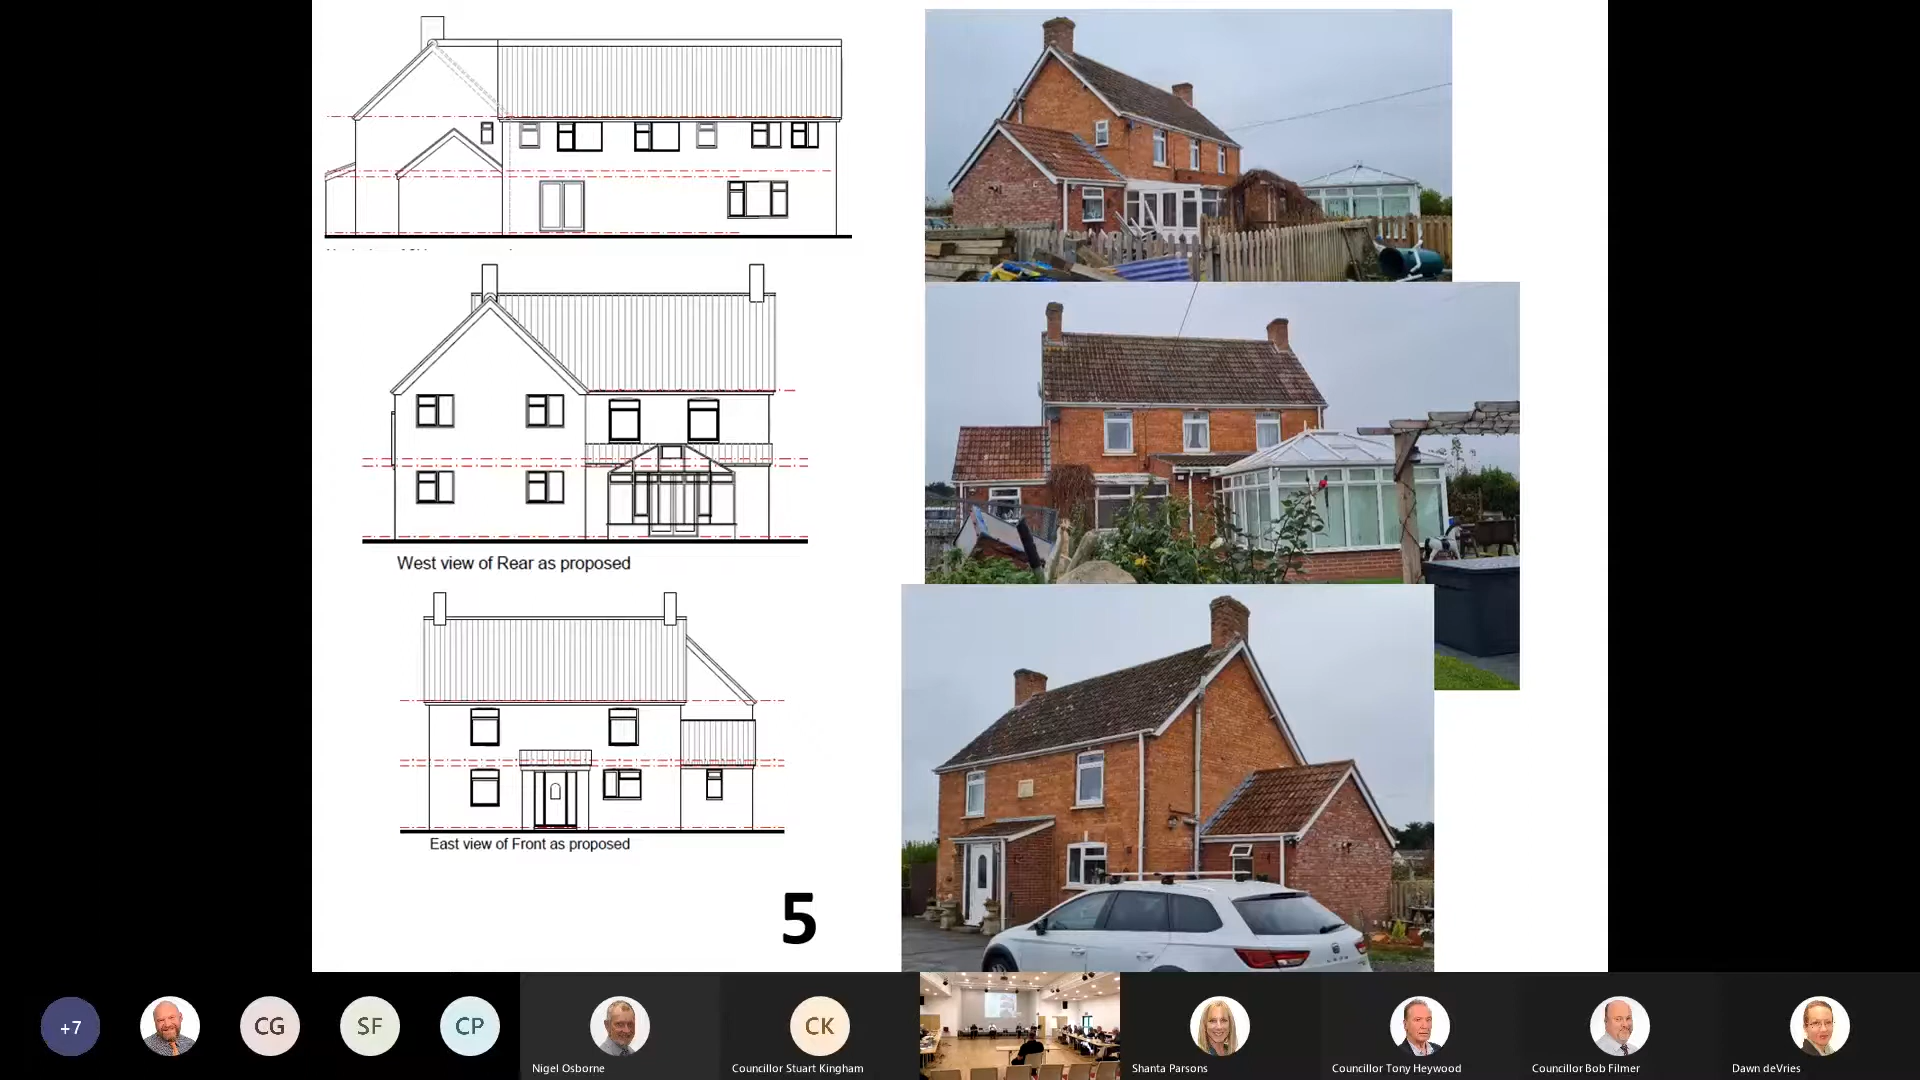 West view of Rear as proposed
East view of Front as proposed
5
+7
CG
SF
CP
CK
Nigel Osborne
Councillor Stuart Kingham
Shanta Parsons
Councillor Tony Heywood
Councillor Bob Filmer
Dawn deVries